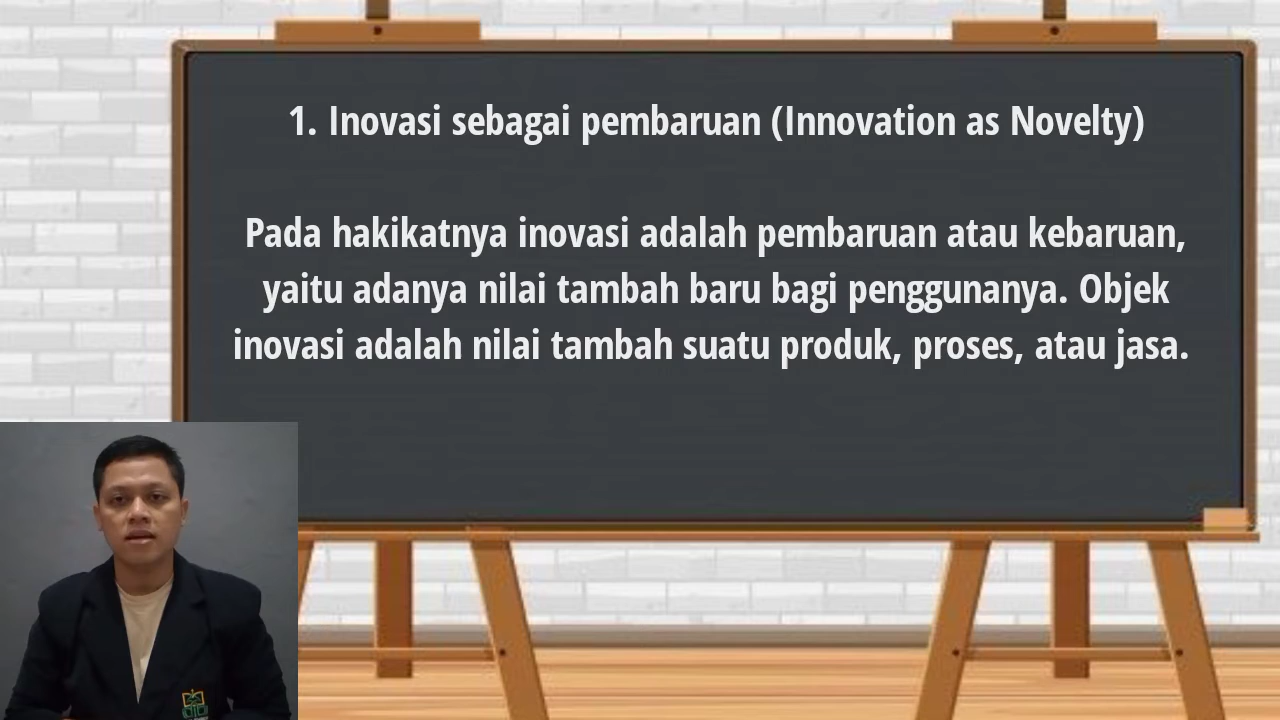 1. Inovasi sebagai pembaruan (Innovation as Novelty)
Pada hakikatnya inovasi adalah pembaruan atau kebaruan,
yaitu adanya nilai tambah baru bagi penggunanya. Objek
inovasi adalah nilai tambah suatu produk, proses, atau jasa.